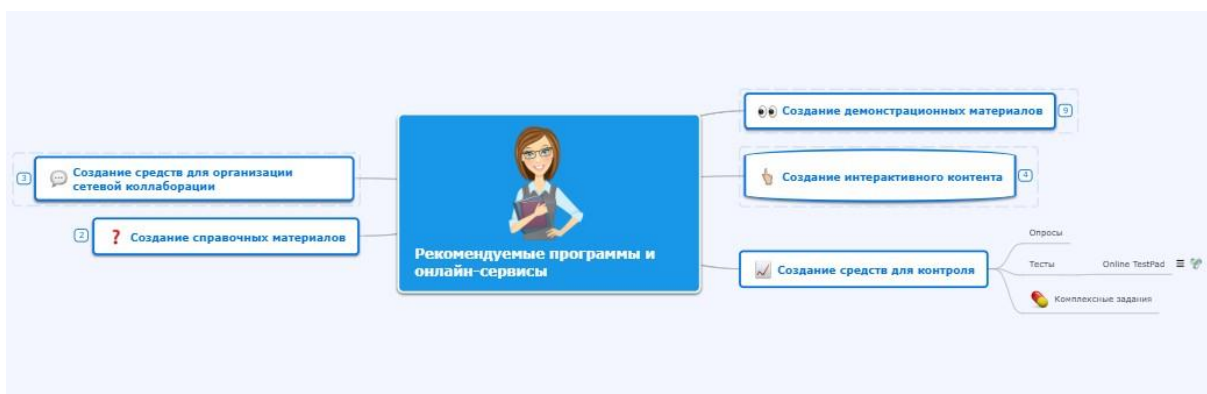 Создание демонстрационных материалов
9
3
Создание средств для организации
сетевой коллаборации
Создание интерактивного контента
4
2
Создание справочных материалов
Рекомендуемые программы и
онлайн-сервисы
Создание средств для контроля
Опросы
Тесты
Online TestPad
Комплексные задания